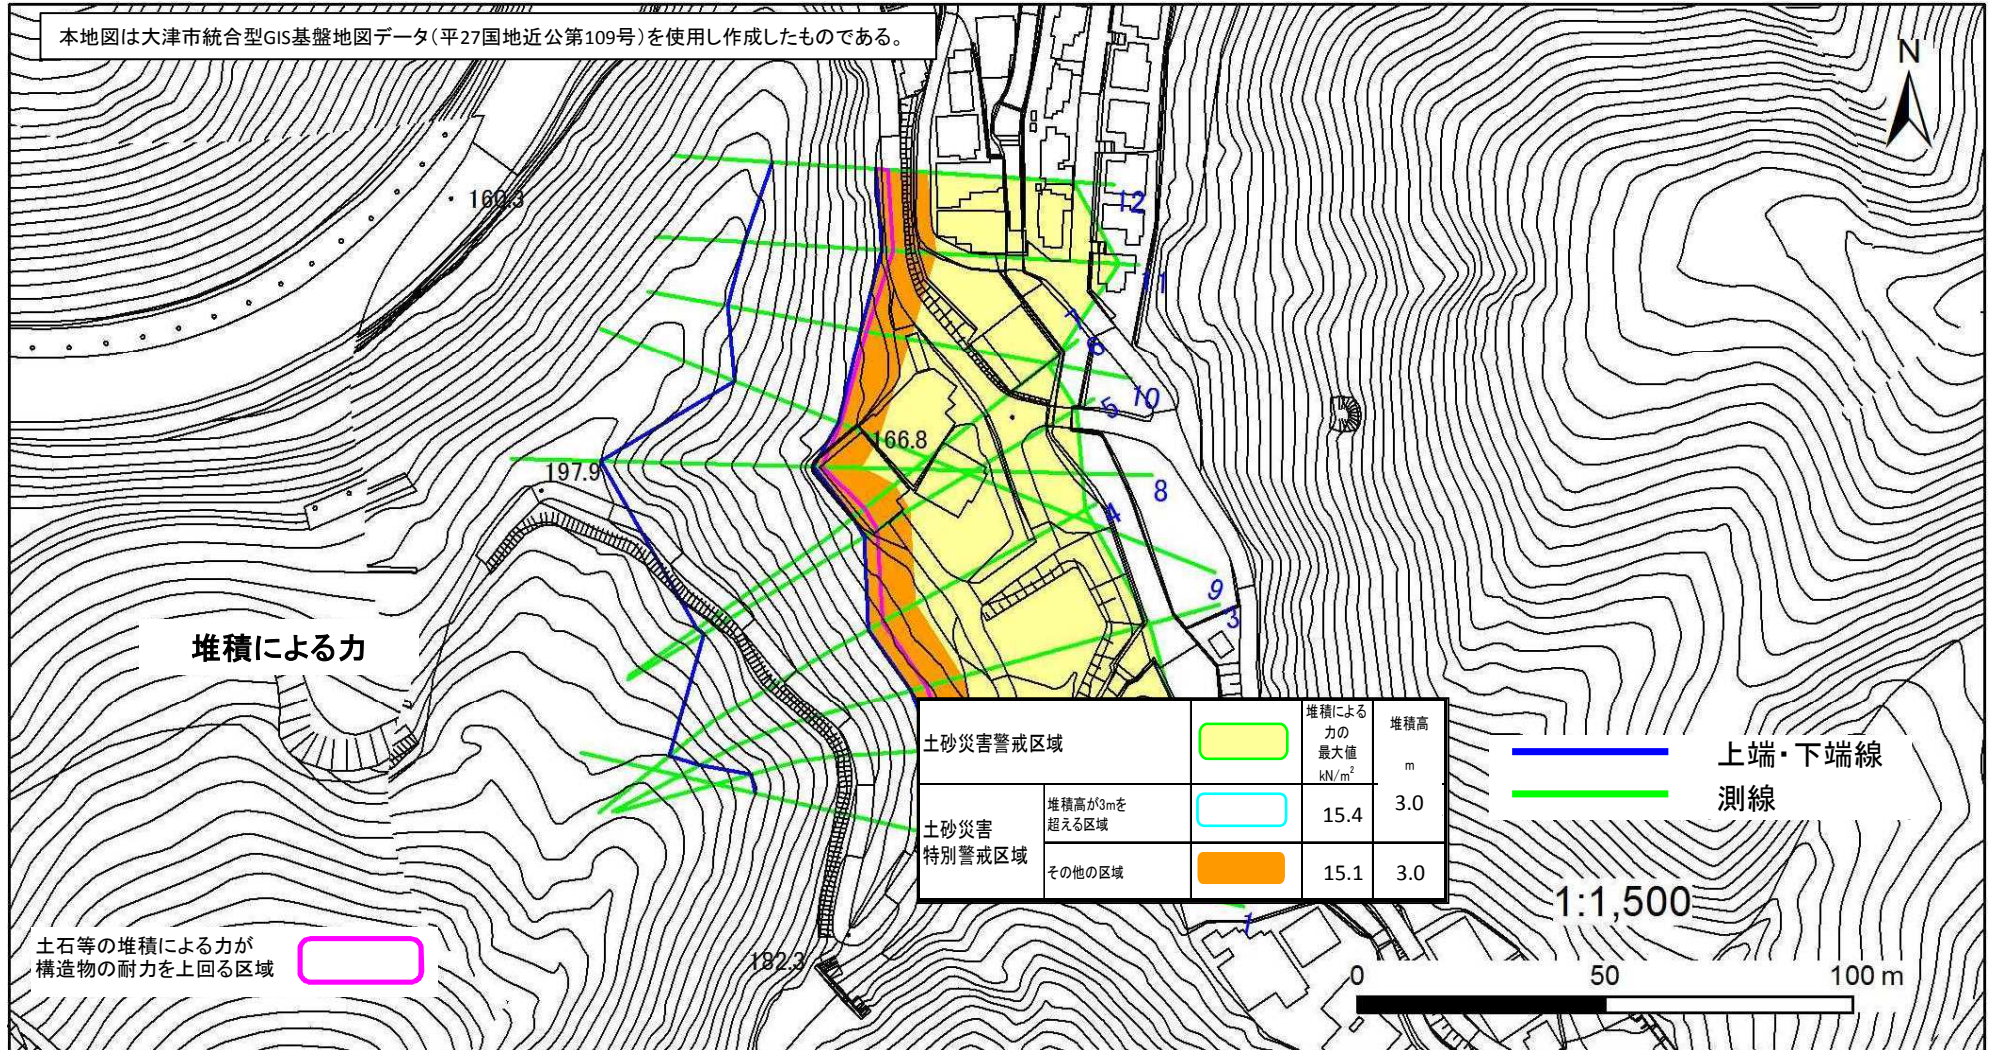 本地図は大津市統合型GIS基盤地図データ(平27国地近公第109号)を使用し作成したものである。
N
160.3
12
11
7
6
10
5
166.8
197.9
8
4
9
3
堆積による力
土砂災害警戒区域
堆積による
力の
最大値
kN/m²
堆積高
m
土砂災害
特別警戒区域
堆積高が3mを
超える区域
15.4
3.0
その他の区域
15.1
3.0
上端・下端線
測線
1:1,500
1
土石等の堆積による力が
構造物の耐力を上回る区域
182.3
0
50
100 m